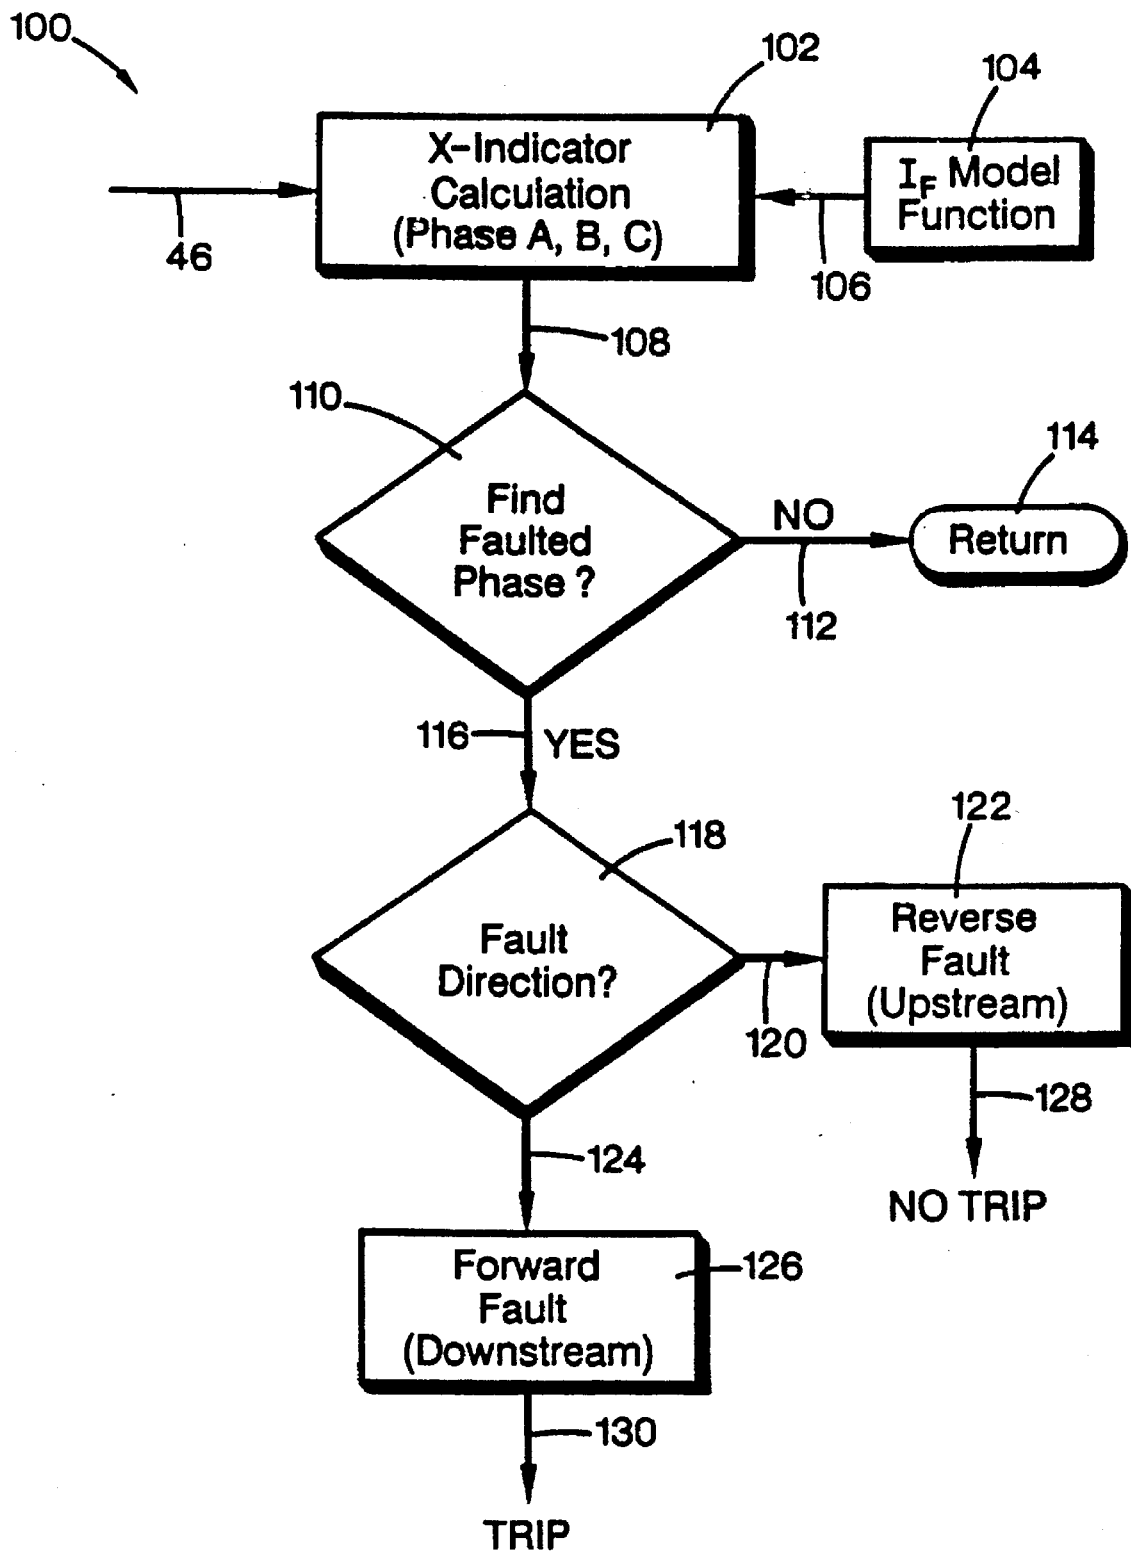 100
102
104
X-Indicator
Calculation
(Phase A, B, C)
I_F Model
Function
46
106
108
110
Find
Faulted
Phase ?
NO
112
114
Return
116
YES
118
Fault
Direction?
120
122
Reverse
Fault
(Upstream)
128
NO TRIP
124
Forward
Fault
(Downstream)
126
130
TRIP